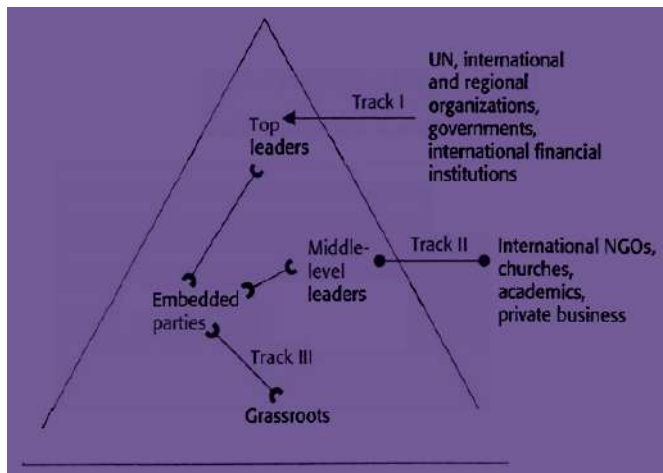 UN, international
and regional
organizations,
governments,
international financial
institutions
Track I
Top
leaders
Middle-
level
leaders
Track II
International NGOs,
churches,
academics,
private business
Embedded
parties
Track III
Grassroots